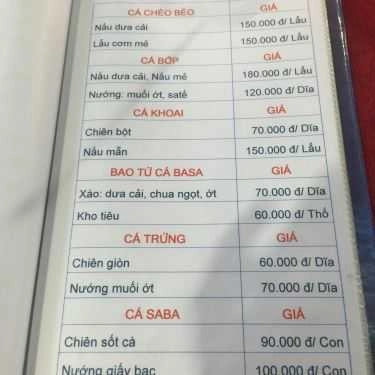 CÁ CHẺO BẺO GIÁ
Nấu dưa cải 150.000 đ/ Lẩu
Lẩu cơm mẻ 150.000 đ/ Lẩu
CÁ BỚP GIÁ
Nấu dưa cải, Nấu mẻ 180.000 đ/ Lẩu
Nướng: muối ớt, satế 120.000 đ/ Dĩa
CÁ KHOAI GIÁ
Chiên bột 70.000 đ/ Dĩa
Nấu mẳn 150.000 đ/ Lẩu
BAO TỬ CÁ BASA GIÁ
Xào: dưa cải, chua ngọt, ớt 70.000 đ/ Dĩa
Kho tiêu 60.000 đ/ Thố
CÁ TRỨNG GIÁ
Chiên giòn 60.000 đ/ Dĩa
Nướng muối ớt 70.000 đ/ Dĩa
CÁ SABA GIÁ
Chiên sốt cà 90.000 đ/ Con
Nướng giấy bạc 100.000 đ/ Con